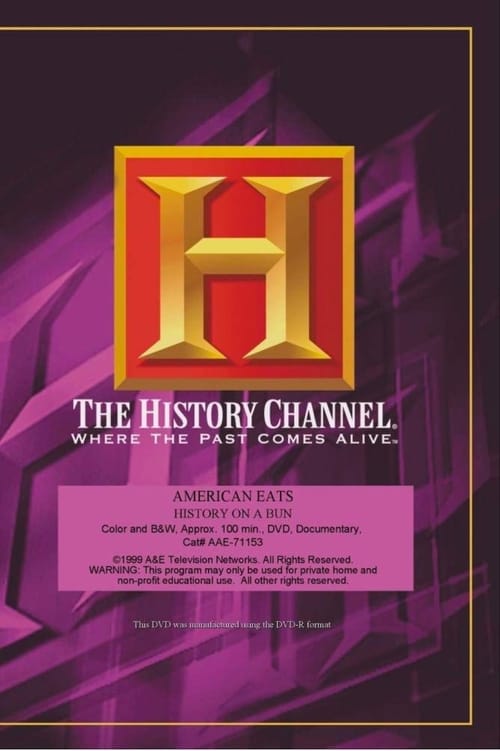 H
THE HISTORY CHANNEL®
WHERE THE PAST COMES ALIVE™
AMERICAN EATS
HISTORY ON A BUN
Color and B&W, Approx. 100 min., DVD, Documentary,
Cat# AAE-71153
©1999 A&E Television Networks. All Rights Reserved.
WARNING: This program may only be used for private home and
non-profit educational use. All other rights reserved.
This DVD was manufactured using the DVD-R format